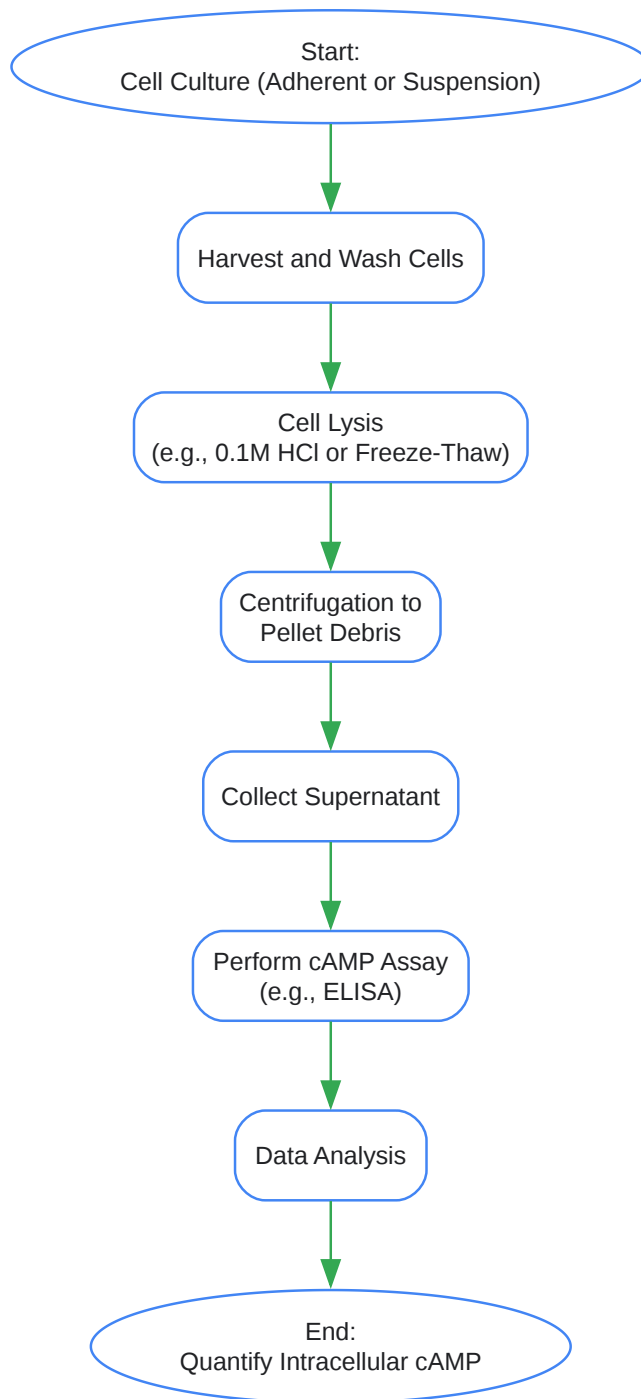 Start:
Cell Culture (Adherent or Suspension)
Harvest and Wash Cells
Cell Lysis
(e.g., 0.1M HCl or Freeze-Thaw)
Centrifugation to
Pellet Debris
Collect Supernatant
Perform cAMP Assay
(e.g., ELISA)
Data Analysis
End:
Quantify Intracellular cAMP